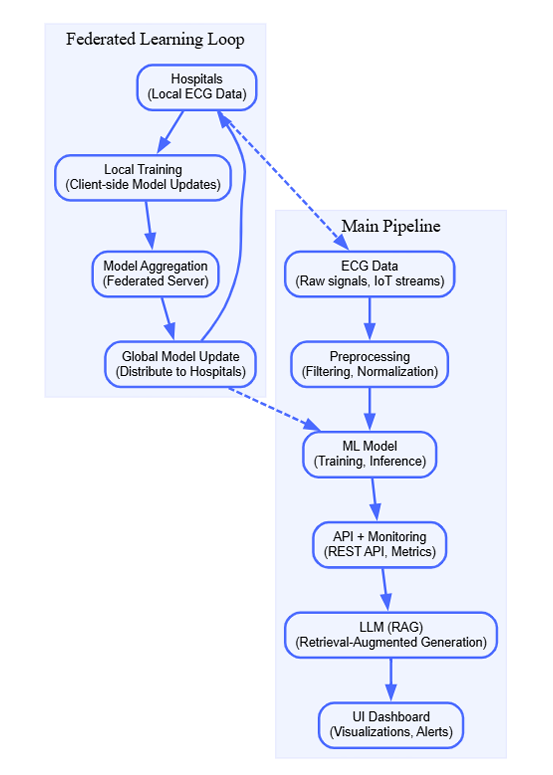 Federated Learning Loop
Hospitals
(Local ECG Data)
Local Training
(Client-side Model Updates)
Model Aggregation
(Federated Server)
Global Model Update
(Distribute to Hospitals)
Main Pipeline
ECG Data
(Raw signals, IoT streams)
Preprocessing
(Filtering, Normalization)
ML Model
(Training, Inference)
API + Monitoring
(REST API, Metrics)
LLM (RAG)
(Retrieval-Augmented Generation)
UI Dashboard
(Visualizations, Alerts)